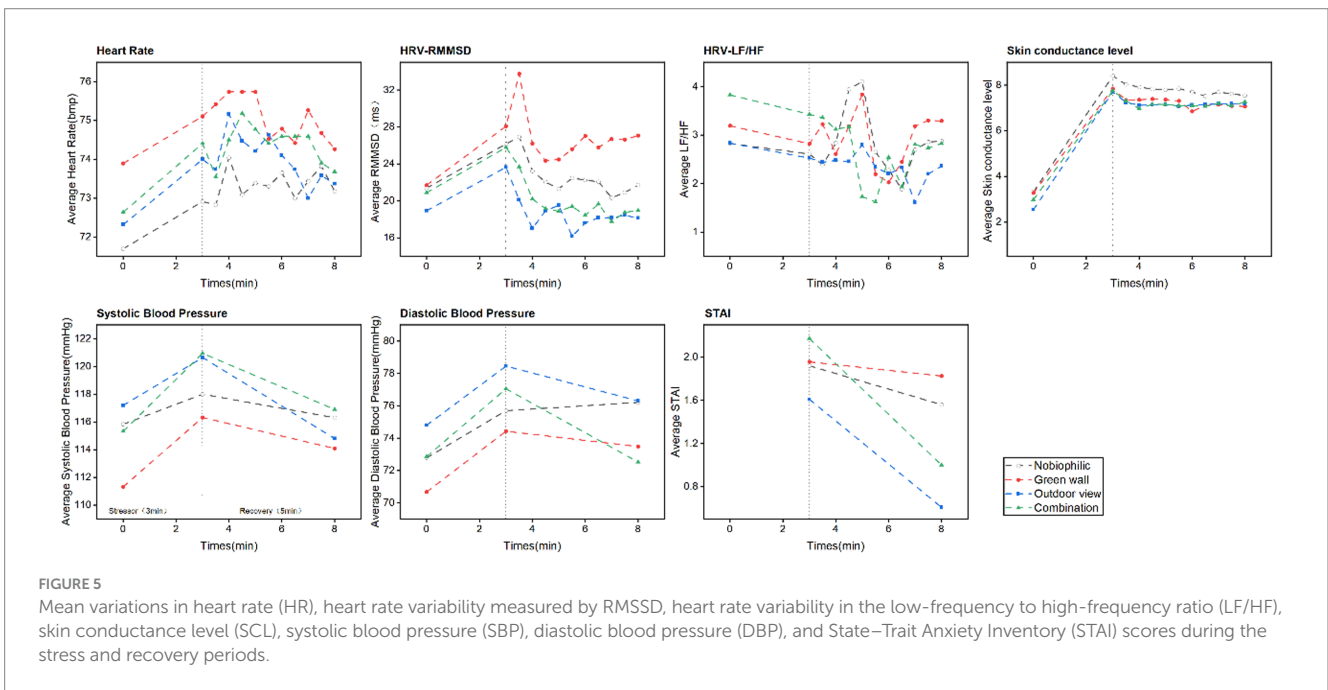 Heart Rate
Average Heart Rate(bmp)
76
75
74
73
72
0 2 4 6 8
Times(min)
HRV-RMMSD
Average RMMSD（ms）
32
28
24
20
16
0 2 4 6 8
Times(min)
HRV-LF/HF
Average LF/HF
4
3
2
1
0 2 4 6 8
Times(min)
Skin conductance level
Average Skin conductance level
8
6
4
2
0 2 4 6 8
Times(min)
Systolic Blood Pressure
Average Systolic Blood Pressure(mmHg)
122
120
118
116
114
112
110
Stressor（3min） Recovery（5min）
0 2 4 6 8
Times(min)
Diastolic Blood Pressure
Average Diastolic Blood Pressure(mmHg)
80
78
76
74
72
70
0 2 4 6 8
Times(min)
STAI
Average STAI
2.0
1.6
1.2
0.8
0 2 4 6 8
Times(min)
Nobiophilic
Green wall
Outdoor view
Combination
FIGURE 5
Mean variations in heart rate (HR), heart rate variability measured by RMSSD, heart rate variability in the low-frequency to high-frequency ratio (LF/HF),
skin conductance level (SCL), systolic blood pressure (SBP), diastolic blood pressure (DBP), and State–Trait Anxiety Inventory (STAI) scores during the
stress and recovery periods.